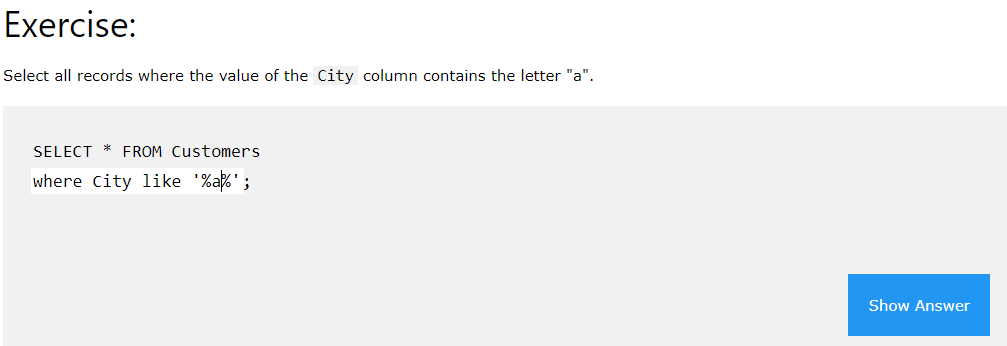 Exercise:
Select all records where the value of the City column contains the letter "a".
SELECT * FROM Customers
where City like '%a%';
Show Answer